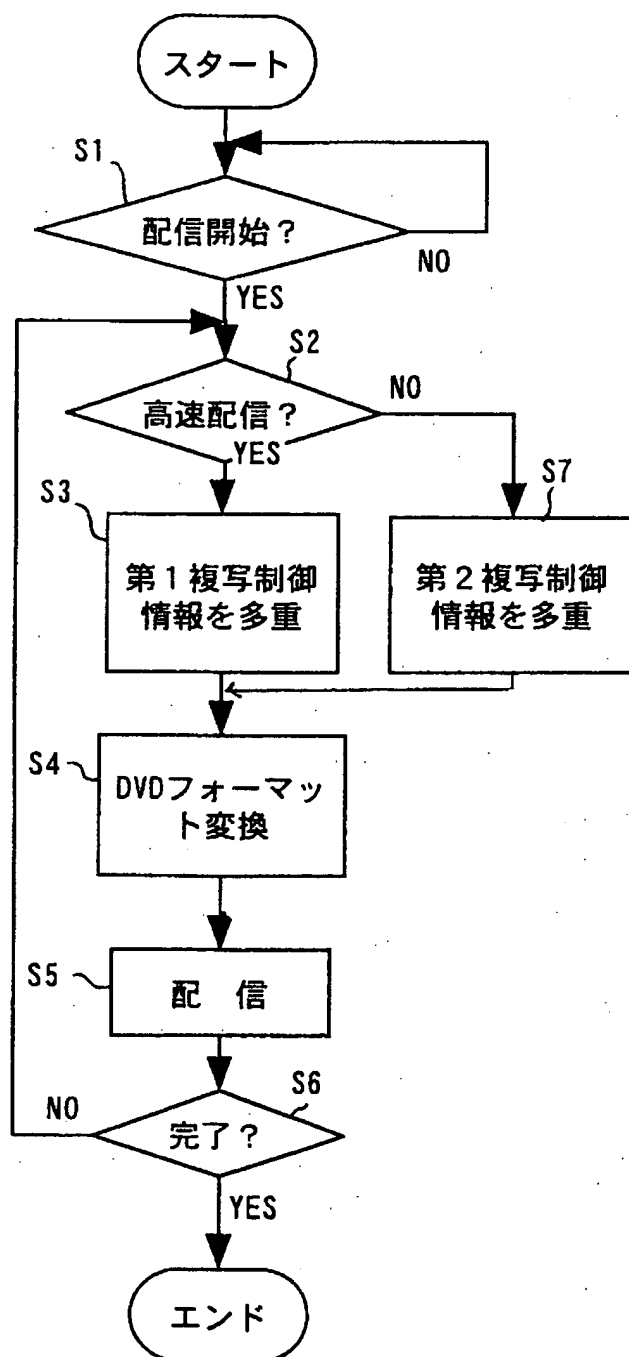 スタート
S1
配信開始？
NO
YES
S2
高速配信？
NO
YES
S3
第１複写制御
情報を多重
S7
第２複写制御
情報を多重
S4
DVDフォーマッ
ト変換
S5
配　信
S6
完了？
NO
YES
エンド